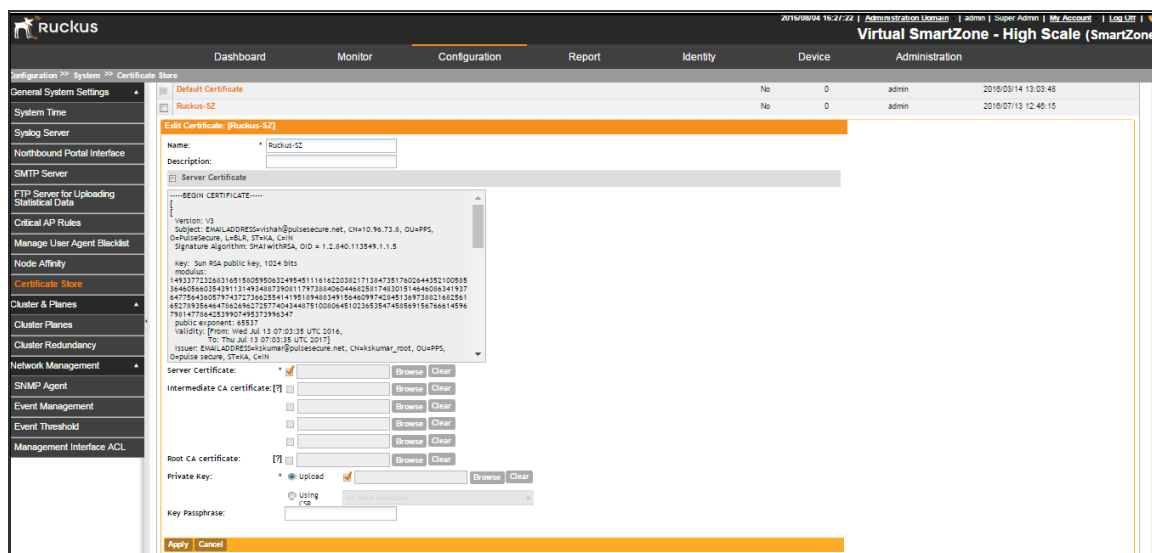 RUCKUS
2016/08/04 16:27:22 | Administration Domain | admin | Super Admin | My Account | Log Off |
Virtual SmartZone - High Scale (SmartZone
Dashboard Monitor Configuration Report Identity Device Administration
Configuration >> System >> Certificate Store
General System Settings
System Time
Syslog Server
Northbound Portal Interface
SMTP Server
FTP Server for Uploading
Statistical Data
Critical AP Rules
Manage User Agent Blacklist
Node Affinity
Certificate Store
Cluster & Planes
Cluster Planes
Cluster Redundancy
Network Management
SNMP Agent
Event Management
Event Threshold
Management Interface ACL
Default Certificate No 0 admin 2016/03/14 13:03:48
Ruckus-SZ No 0 admin 2016/07/13 12:46:15
Edit Certificate: [Ruckus-SZ]
Name: * Ruckus-SZ
Description:
Server Certificate
-----BEGIN CERTIFICATE-----
[
[
Version: V3
Subject: EMAILADDRESS=vishah@pulsesecure.net, CN=10.96.73.8, OU=PPS,
O=PulseSecure, L=BLR, ST=KA, C=IN
Signature Algorithm: SHA1withRSA, OID = 1.2.840.113549.1.1.5
Key: Sun RSA public key, 1024 bits
modulus:
public exponent: 65537
Validity: [From: Wed Jul 13 07:03:35 UTC 2016,
To: Thu Jul 13 07:03:35 UTC 2017]
Issuer: EMAILADDRESS=kskumar@pulsesecure.net, CN=kskumar_root, OU=PPS,
O=pulse secure, ST=KA, C=IN
Server Certificate: * Browse Clear
Intermediate CA certificate:[?] Browse Clear
Browse Clear
Browse Clear
Browse Clear
Root CA certificate: [?] Browse Clear
Private Key: * Upload Browse Clear
Using
CSR No data available
Key Passphrase:
Apply Cancel